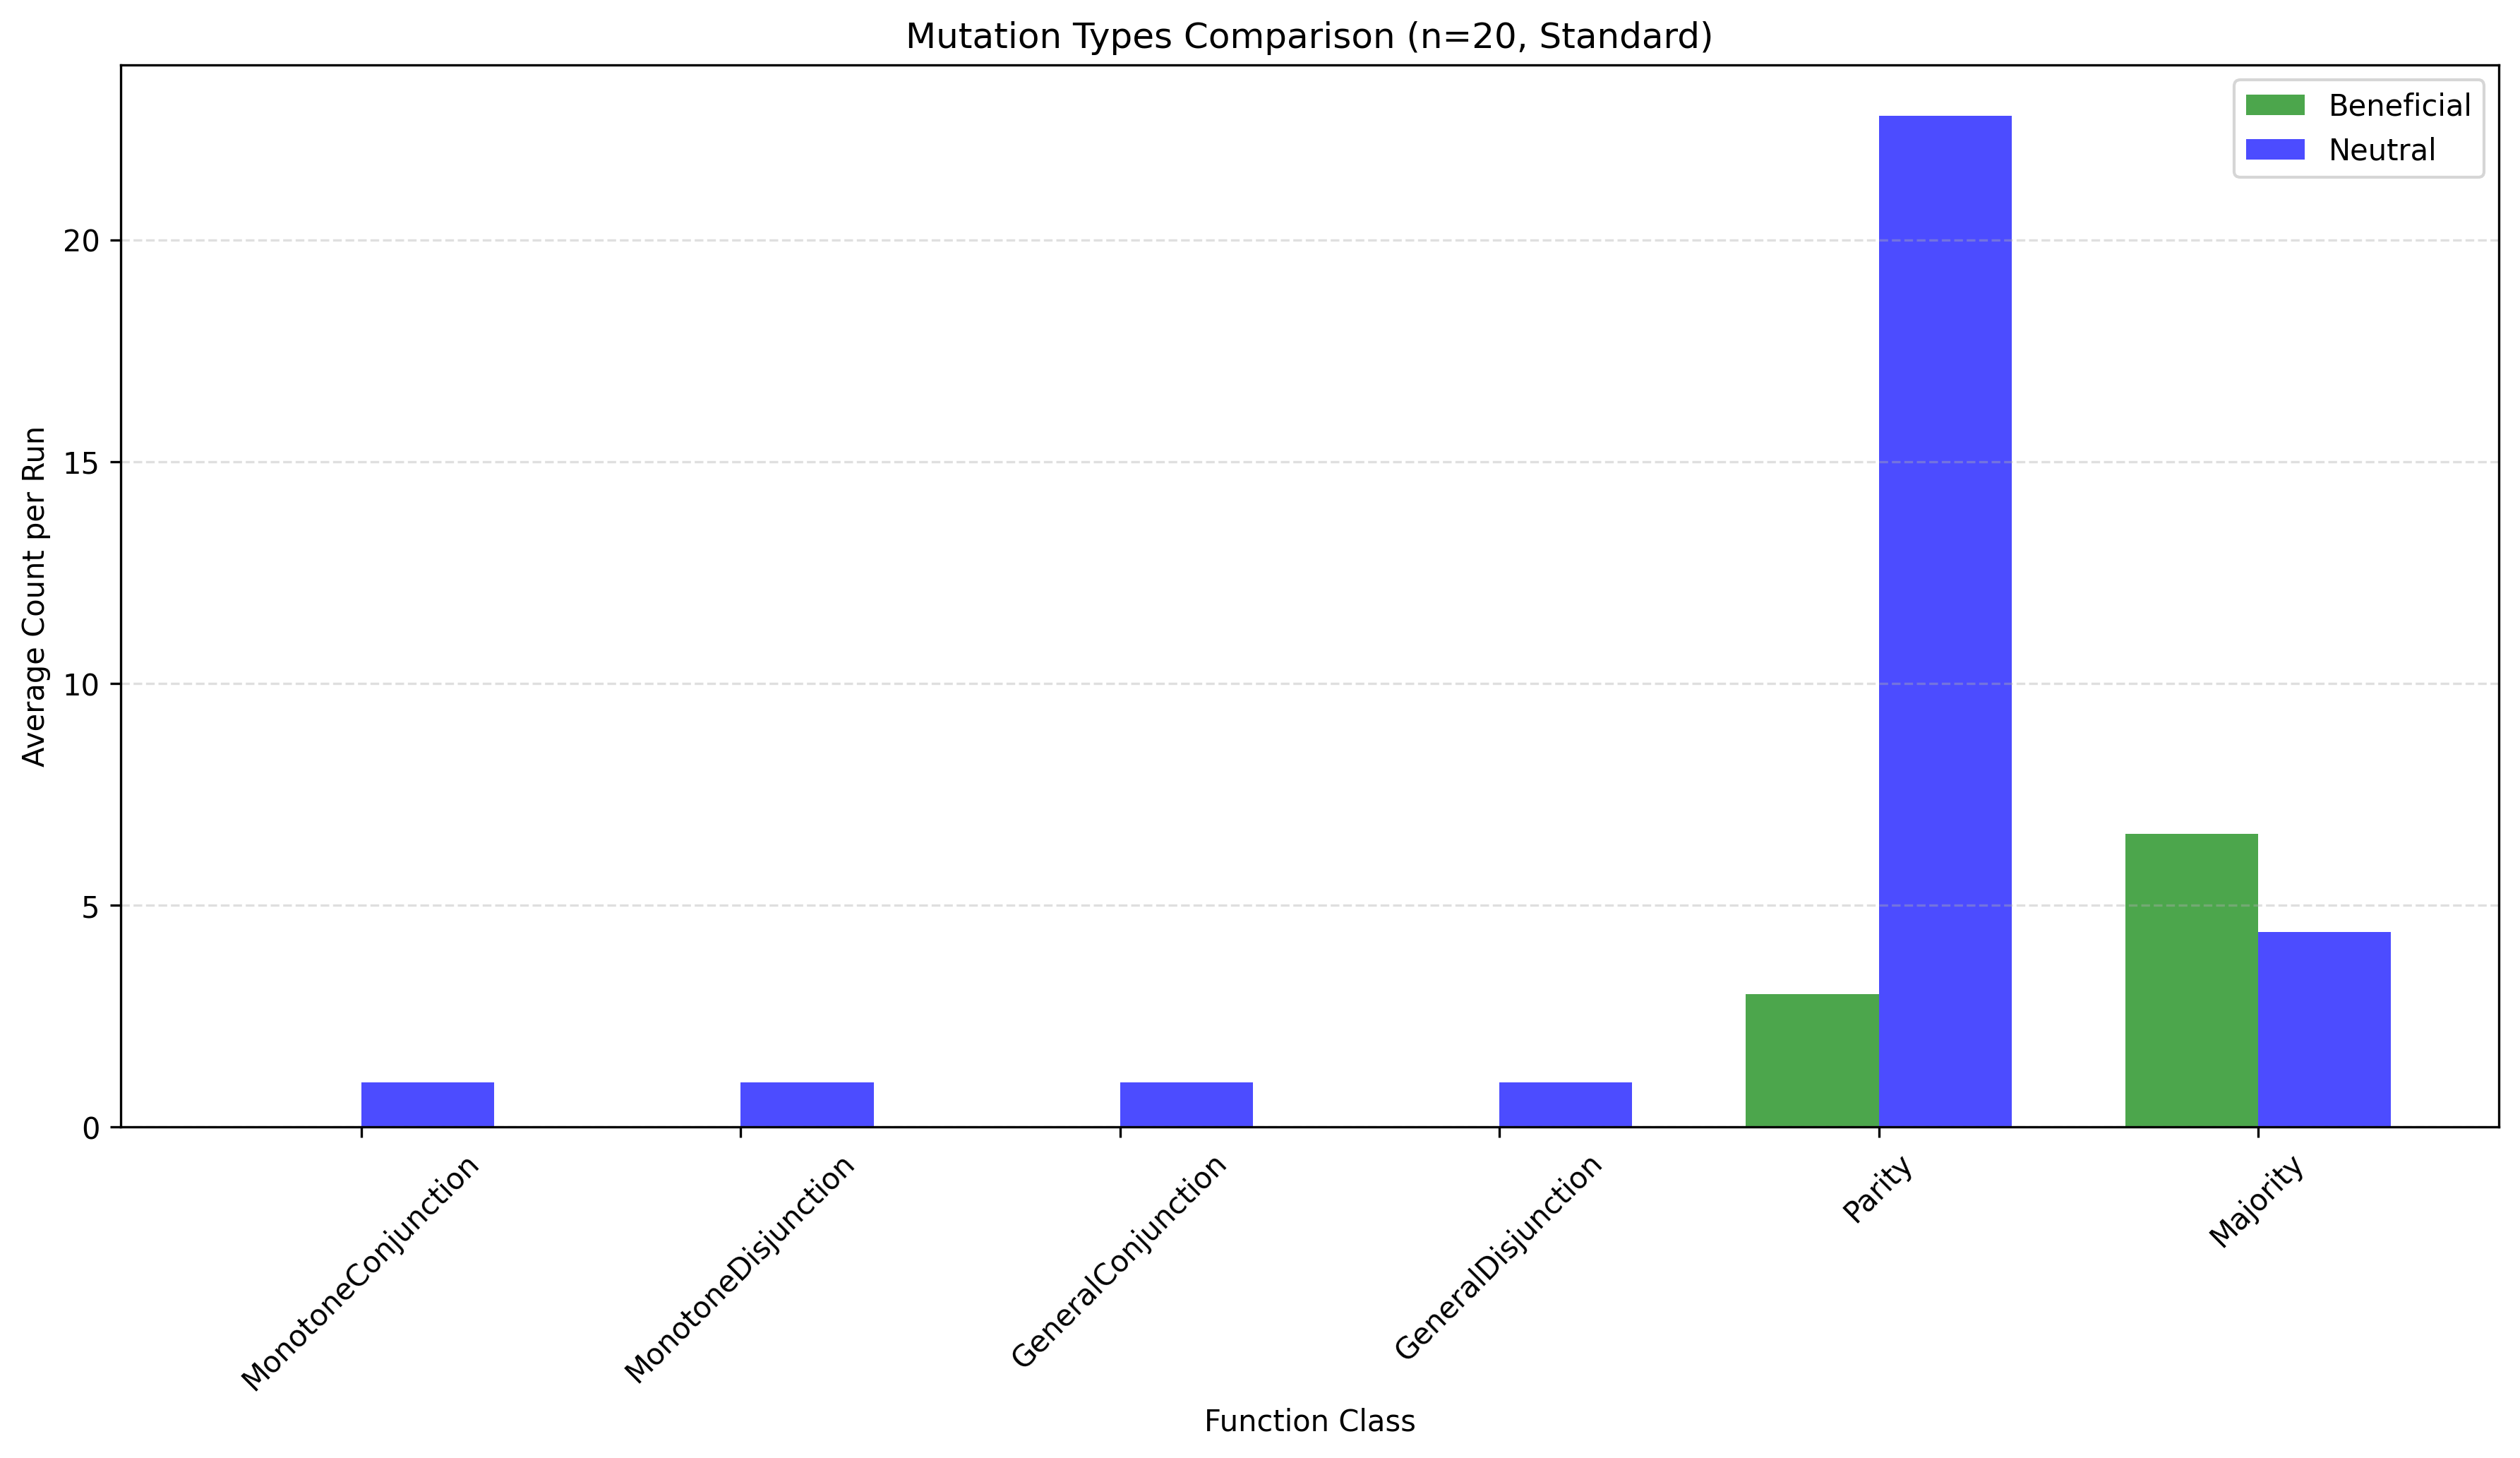 Mutation Types Comparison (n=20, Standard)
Beneficial
Neutral
Average Count per Run
20
15
10
5
0
MonotoneConjunction
MonotoneDisjunction
GeneralConjunction
GeneralDisjunction
Parity
Majority
Function Class